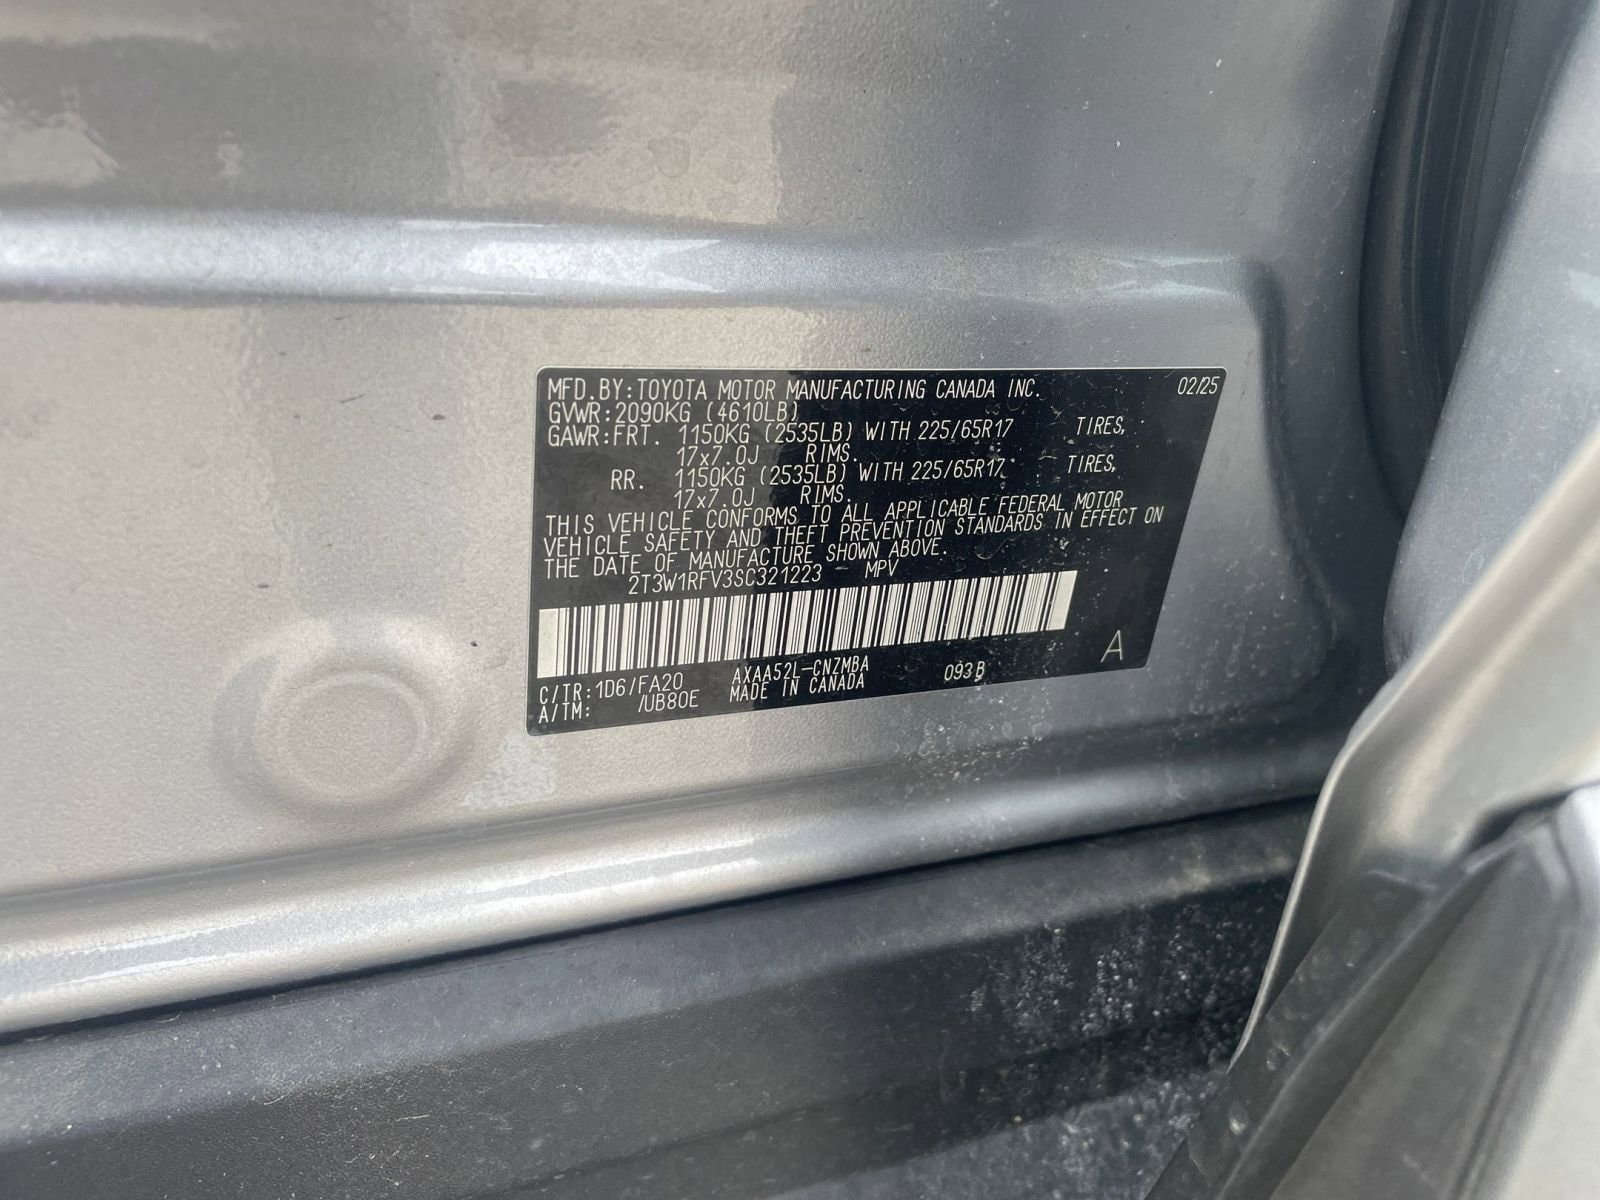 MFD.BY:TOYOTA MOTOR MANUFACTURING CANADA INC. 02/25
GVWR:2090KG (4610LB)
GAWR:FRT. 1150KG (2535LB) WITH 225/65R17 TIRES,
17x7.0J RIMS.
RR. 1150KG (2535LB) WITH 225/65R17 TIRES,
17x7.0J RIMS.
THIS VEHICLE CONFORMS TO ALL APPLICABLE FEDERAL MOTOR
VEHICLE SAFETY AND THEFT PREVENTION STANDARDS IN EFFECT ON
THE DATE OF MANUFACTURE SHOWN ABOVE.
2T3W1RFV3SC321223 MPV
A
C/TR:1D6/FA20 AXAA52L-CNZMBA 093B
A/TM: /UB80E MADE IN CANADA